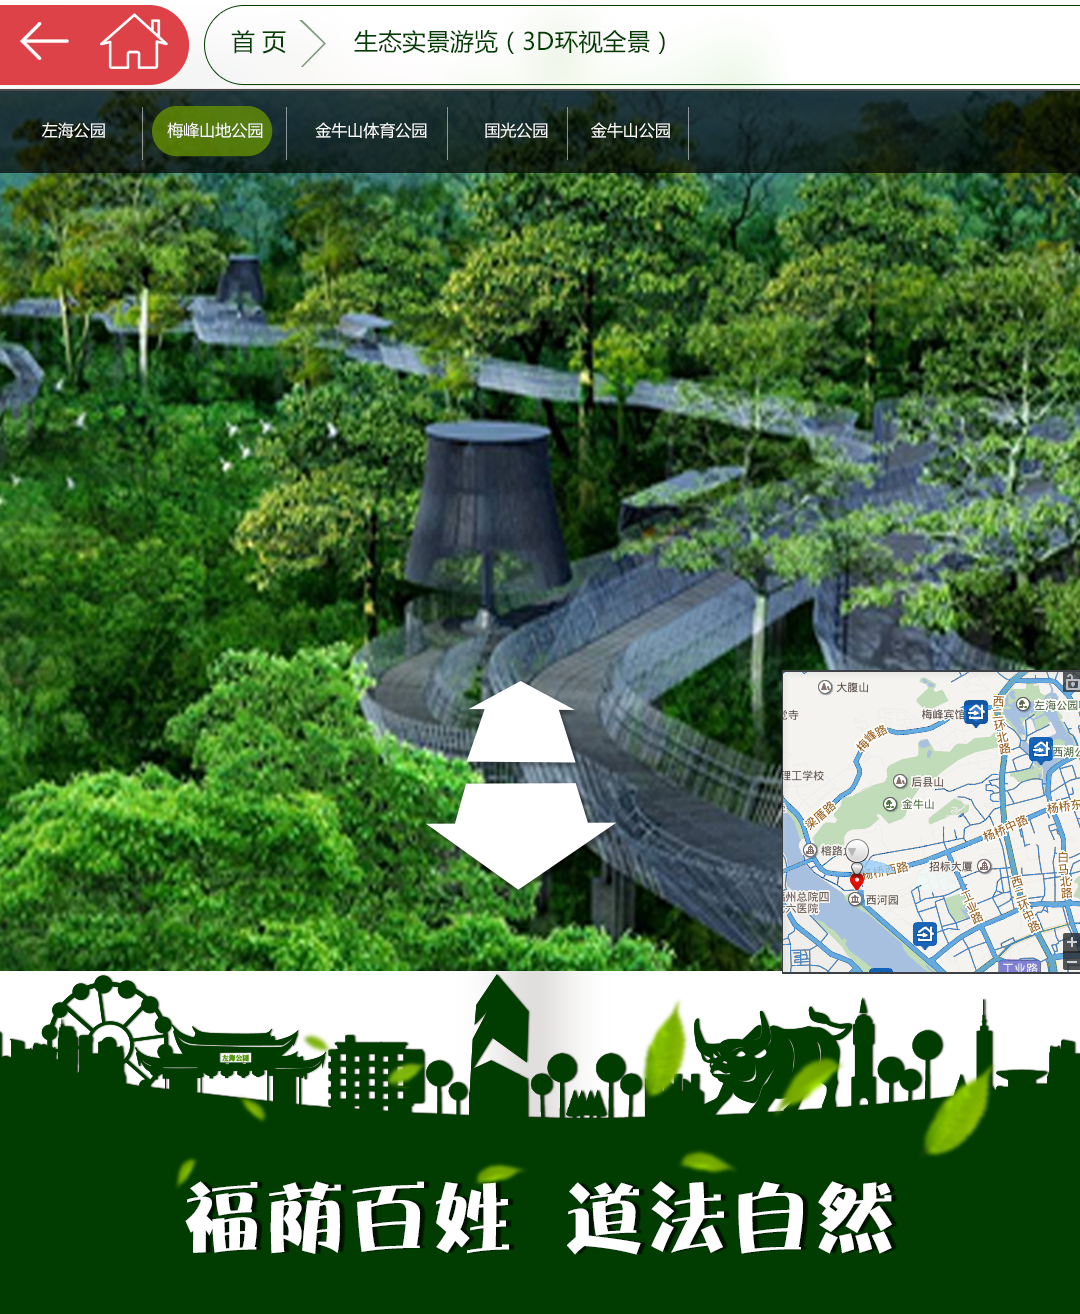 首 页
生态实景游览（3D环视全景）
左海公园 梅峰山地公园 金牛山体育公园 国光公园 金牛山公园
大腹山
梅峰宾馆
左海公园
西二环北路
梅峰路
理工学校
后县山
金牛山
梁厝路
杨桥中路
杨桥东
杨桥西路
招标大厦
白马北路
西河园
州总院四
六医院
工业路
西二环中路
工业路
左海公园
福荫百姓 道法自然